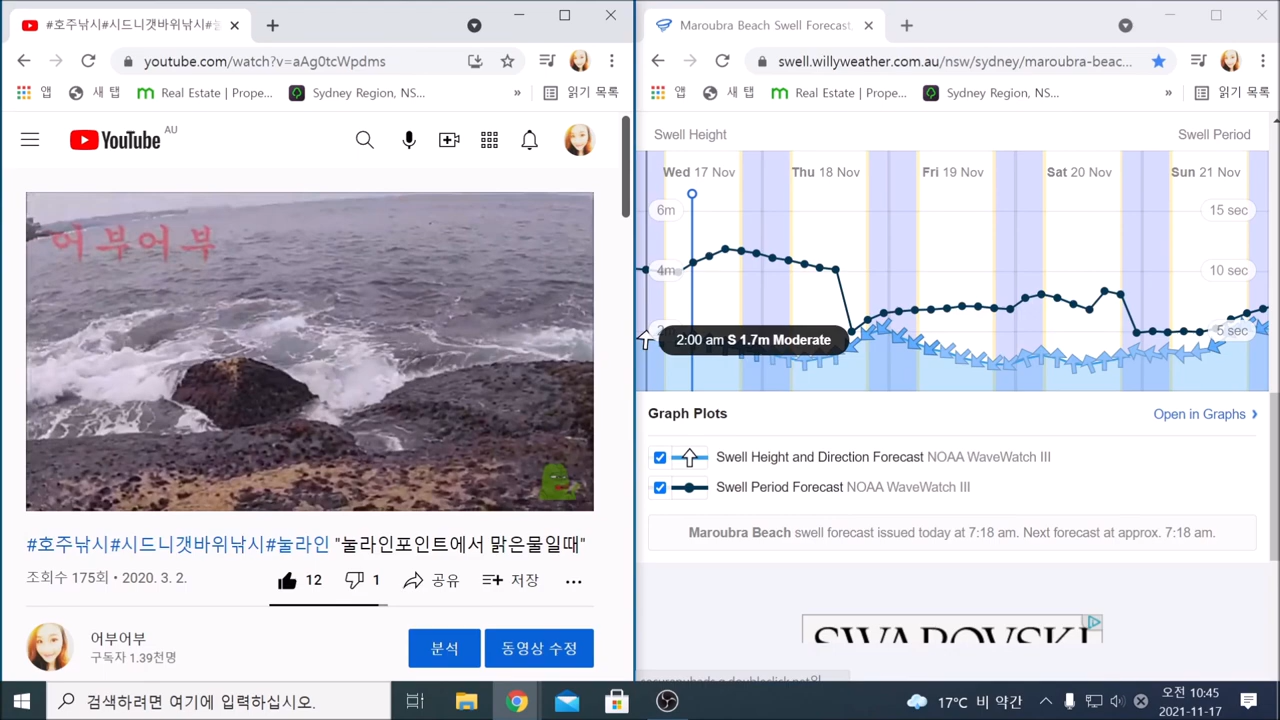 #호주낚시#시드니갯바위낚시#눌
youtube.com/watch?v=aAg0tcWpdms
앱
새 탭
Real Estate | Prope...
Sydney Region, NS...
»
읽기 목록
YouTube AU
어부어부
#호주낚시#시드니갯바위낚시#눌라인 "눌라인포인트에서 맑은물일때"
조회수 175회 • 2020. 3. 2.
12
1
공유
저장
어부어부
구독자 1.39천명
분석
동영상 수정
Maroubra Beach Swell Forecast,
swell.willyweather.com.au/nsw/sydney/maroubra-beac...
앱
새 탭
Real Estate | Prope...
Sydney Region, NS...
»
읽기 목록
Swell Height
Swell Period
Wed 17 Nov
Thu 18 Nov
Fri 19 Nov
Sat 20 Nov
Sun 21 Nov
6m
15 sec
4m
10 sec
2m
5 sec
2:00 am S 1.7m Moderate
Graph Plots
Open in Graphs
Swell Height and Direction Forecast NOAA WaveWatch III
Swell Period Forecast NOAA WaveWatch III
Maroubra Beach swell forecast issued today at 7:18 am. Next forecast at approx. 7:18 am.
SWAROVSKI
검색하려면 여기에 입력하십시오.
17°C 비 약간
오전 10:45
2021-11-17